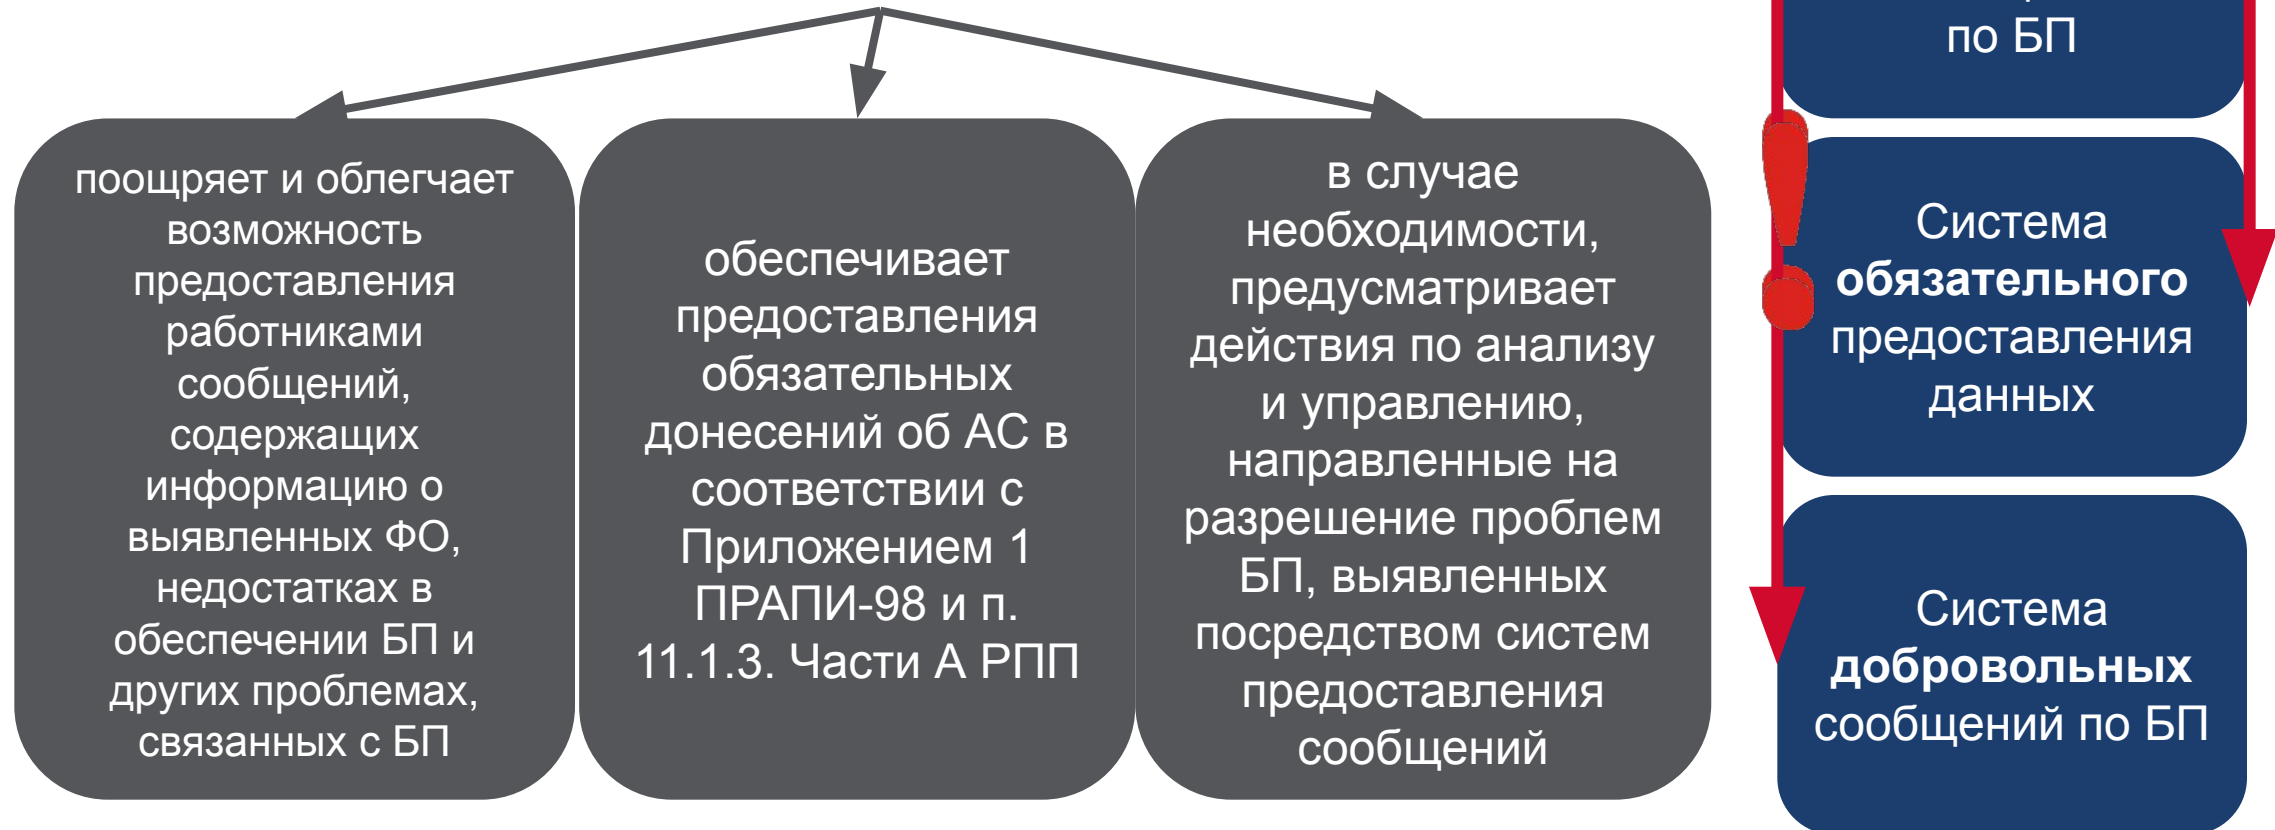 поощряет и облегчает
возможность
предоставления
работниками
сообщений,
содержащих
информацию о
выявленных ФО,
недостатках в
обеспечении БП и
других проблемах,
связанных с БП
обеспечивает
предоставления
обязательных
донесений об АС в
соответствии с
Приложением 1
ПРАПИ-98 и п.
11.1.3. Части А РПП
в случае
необходимости,
предусматривает
действия по анализу
и управлению,
направленные на
разрешение проблем
БП, выявленных
посредством систем
предоставления
сообщений
по БП
Система
обязательного
предоставления
данных
Система
добровольных
сообщений по БП